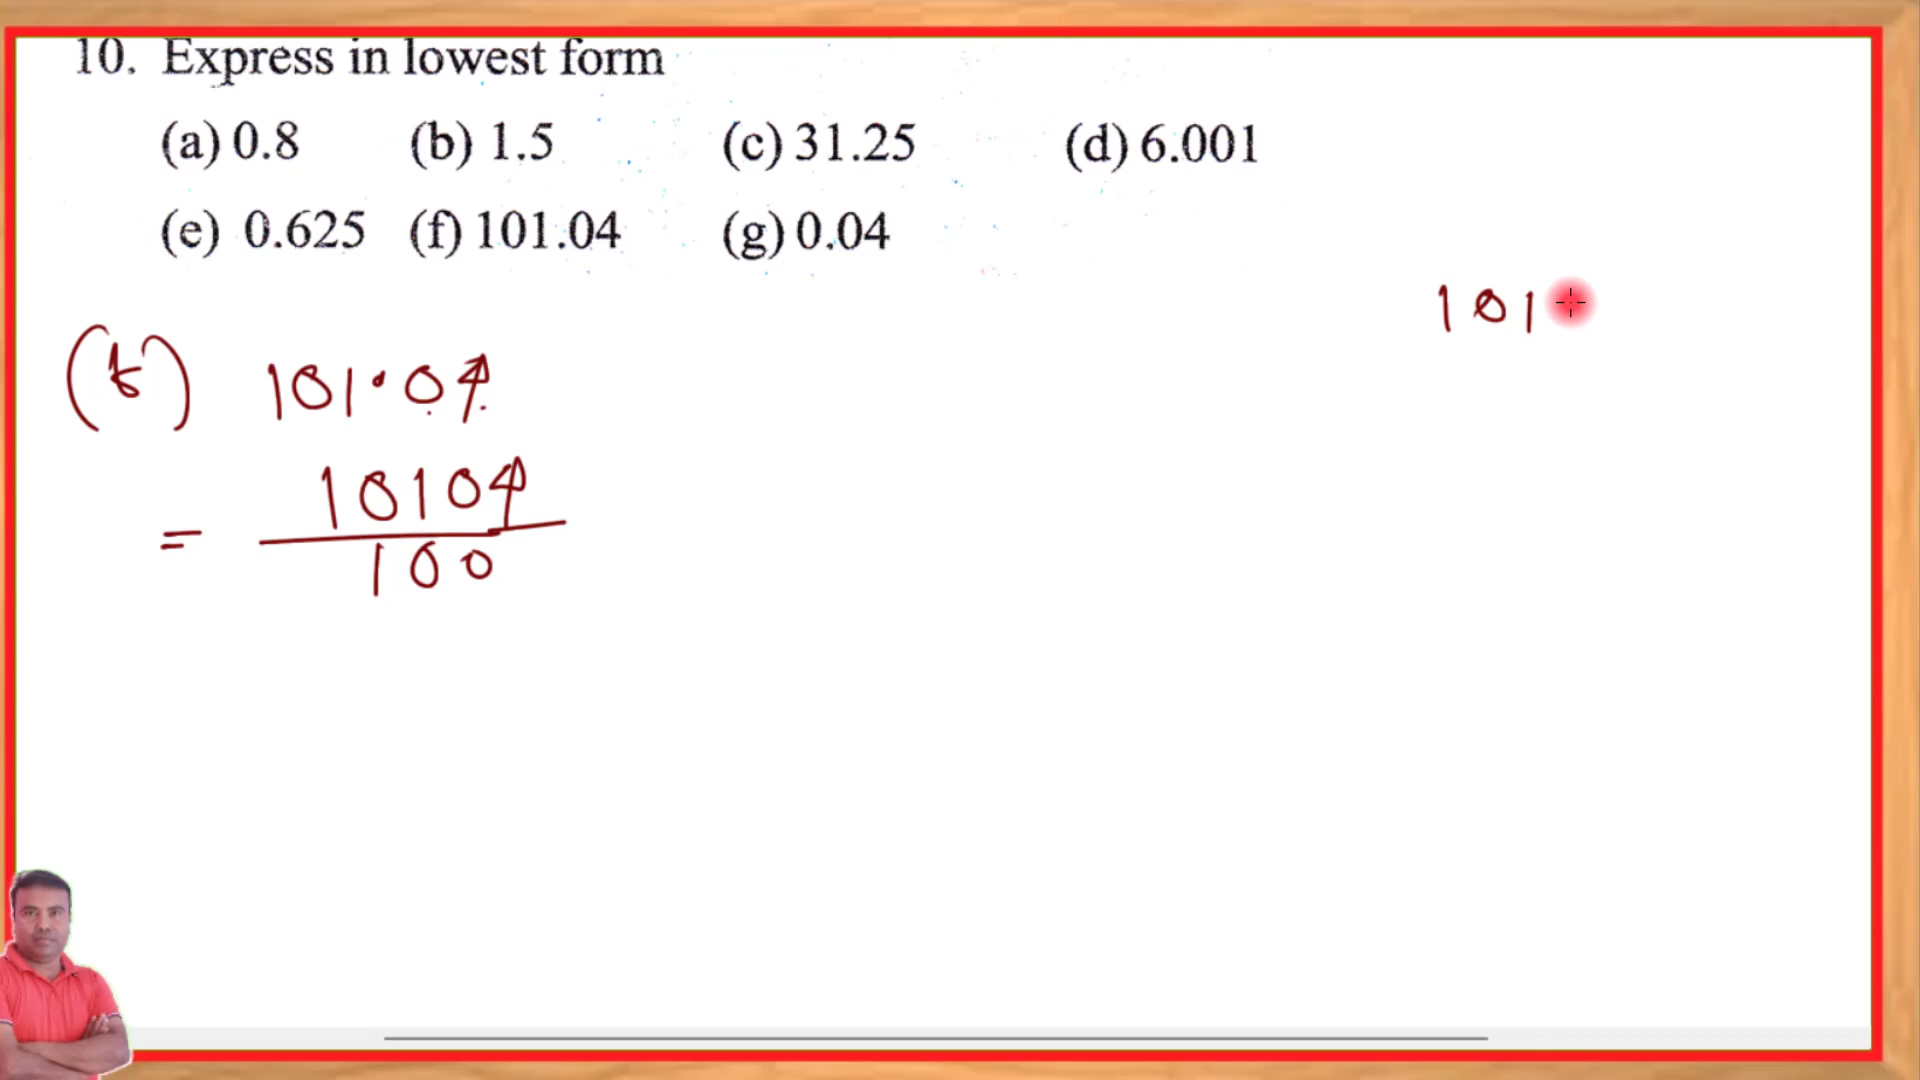 10. Express in lowest form
(a) 0.8 (b) 1.5 (c) 31.25 (d) 6.001
(e) 0.625 (f) 101.04 (g) 0.04
101
(f) 101.04
= 10104
100